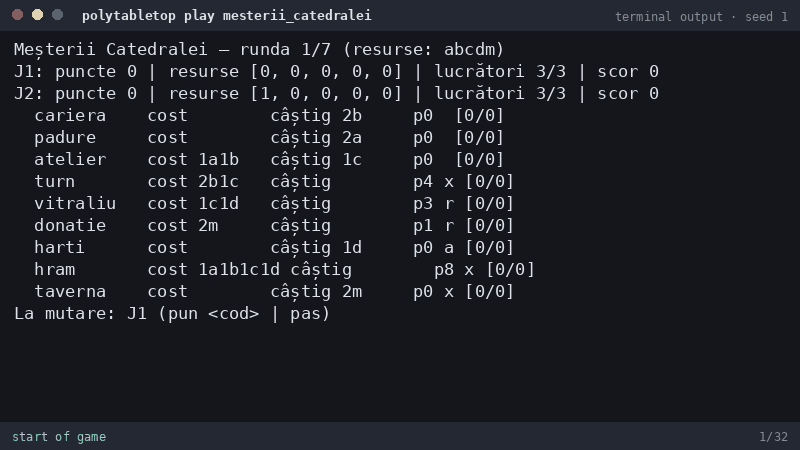 polytabletop play mesterii_catedralei
terminal output · seed 1
Meșterii Catedralei — runda 1/7 (resurse: abcdm)
J1: puncte 0 | resurse [0, 0, 0, 0, 0] | lucrători 3/3 | scor 0
J2: puncte 0 | resurse [1, 0, 0, 0, 0] | lucrători 3/3 | scor 0
cariera cost câștig 2b p0 [0/0]
padure cost câștig 2a p0 [0/0]
atelier cost 1a1b câștig 1c p0 [0/0]
turn cost 2b1c câștig p4 x [0/0]
vitraliu cost 1c1d câștig p3 r [0/0]
donatie cost 2m câștig p1 r [0/0]
harti cost câștig 1d p0 a [0/0]
hram cost 1a1b1c1d câștig p8 x [0/0]
taverna cost câștig 2m p0 x [0/0]
La mutare: J1 (pun <cod> | pas)
start of game
1/32